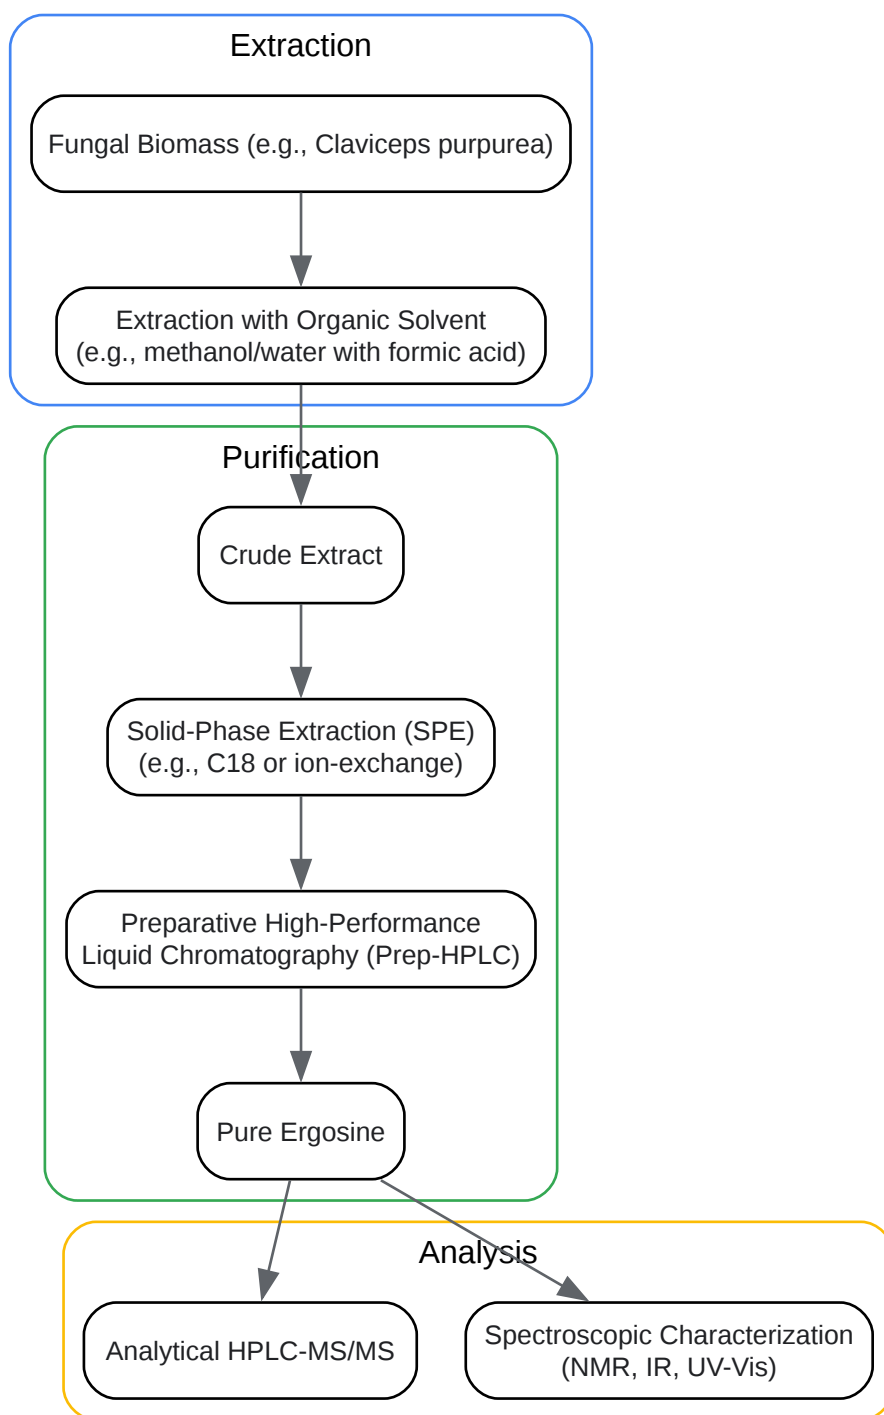 Extraction
Fungal Biomass (e.g., Claviceps purpurea)
Extraction with Organic Solvent
(e.g., methanol/water with formic acid)
Purification
Crude Extract
Solid-Phase Extraction (SPE)
(e.g., C18 or ion-exchange)
Preparative High-Performance
Liquid Chromatography (Prep-HPLC)
Pure Ergosine
Analysis
Analytical HPLC-MS/MS
Spectroscopic Characterization
(NMR, IR, UV-Vis)